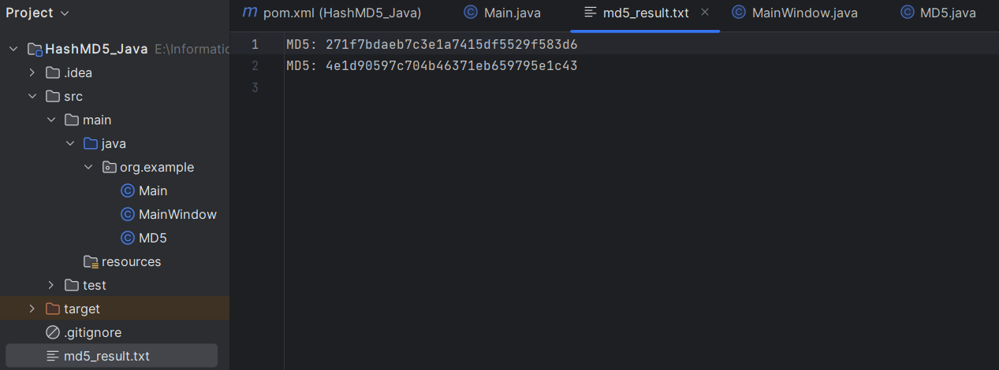 Project
HashMD5_Java E:\Informatic
.idea
src
main
java
org.example
Main
MainWindow
MD5
resources
test
target
.gitignore
md5_result.txt
m pom.xml (HashMD5_Java) C Main.java md5_result.txt C MainWindow.java C MD5.java
1 MD5: 271f7bdaeb7c3e1a7415df5529f583d6
2 MD5: 4e1d90597c704b46371eb659795e1c43
3